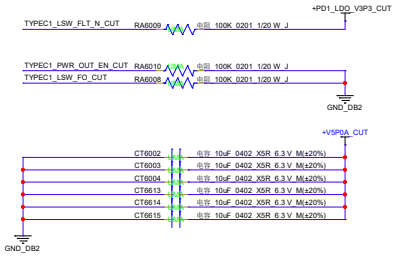 +PD1_LDO_V3P3_CUT
TYPEC1_LSW_FLT_N_CUT RA6009 电阻 100K 0201 1/20 W J
TYPEC1_PWR_OUT_EN_CUT RA6010 电阻 100K 0201 1/20 W J
TYPEC1_LSW_FO_CUT RA6008 电阻 100K 0201 1/20 W J
GND_DB2
+V5P0A_CUT
CT6002 电容 10uF 0402 X5R 6.3 V M(±20%)
CT6003 电容 10uF 0402 X5R 6.3 V M(±20%)
CT6004 电容 10uF 0402 X5R 6.3 V M(±20%)
CT6613 电容 10uF 0402 X5R 6.3 V M(±20%)
CT6614 电容 10uF 0402 X5R 6.3 V M(±20%)
CT6615 电容 10uF 0402 X5R 6.3 V M(±20%)
GND_DB2